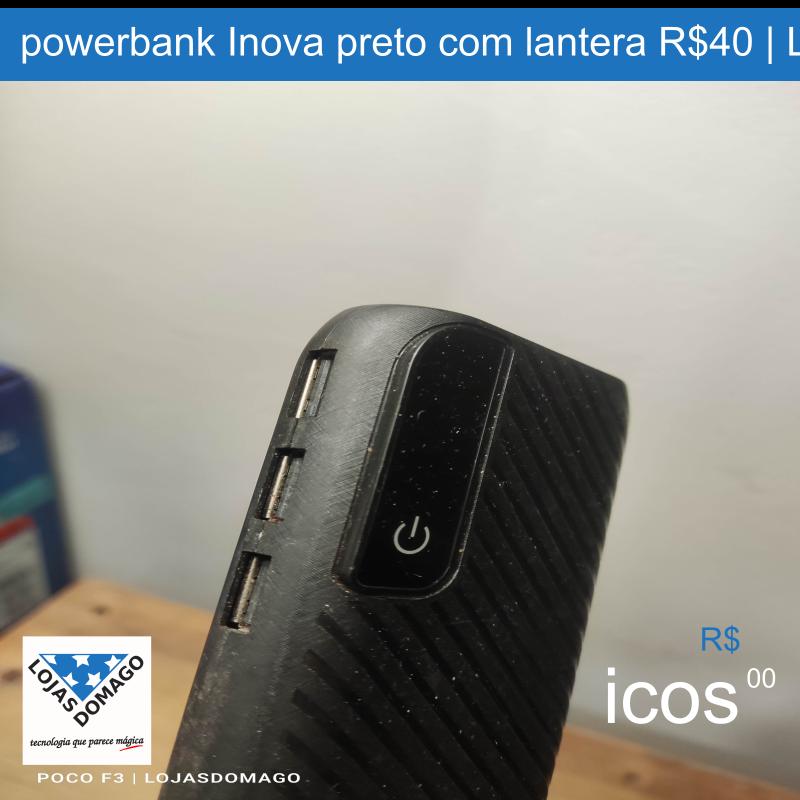 powerbank Inova preto com lantera R$40 | L
R$
icos 00
LOJAS
DOMAGO
tecnologia que parece mágica
POCO F3 | LOJASDOMAGO